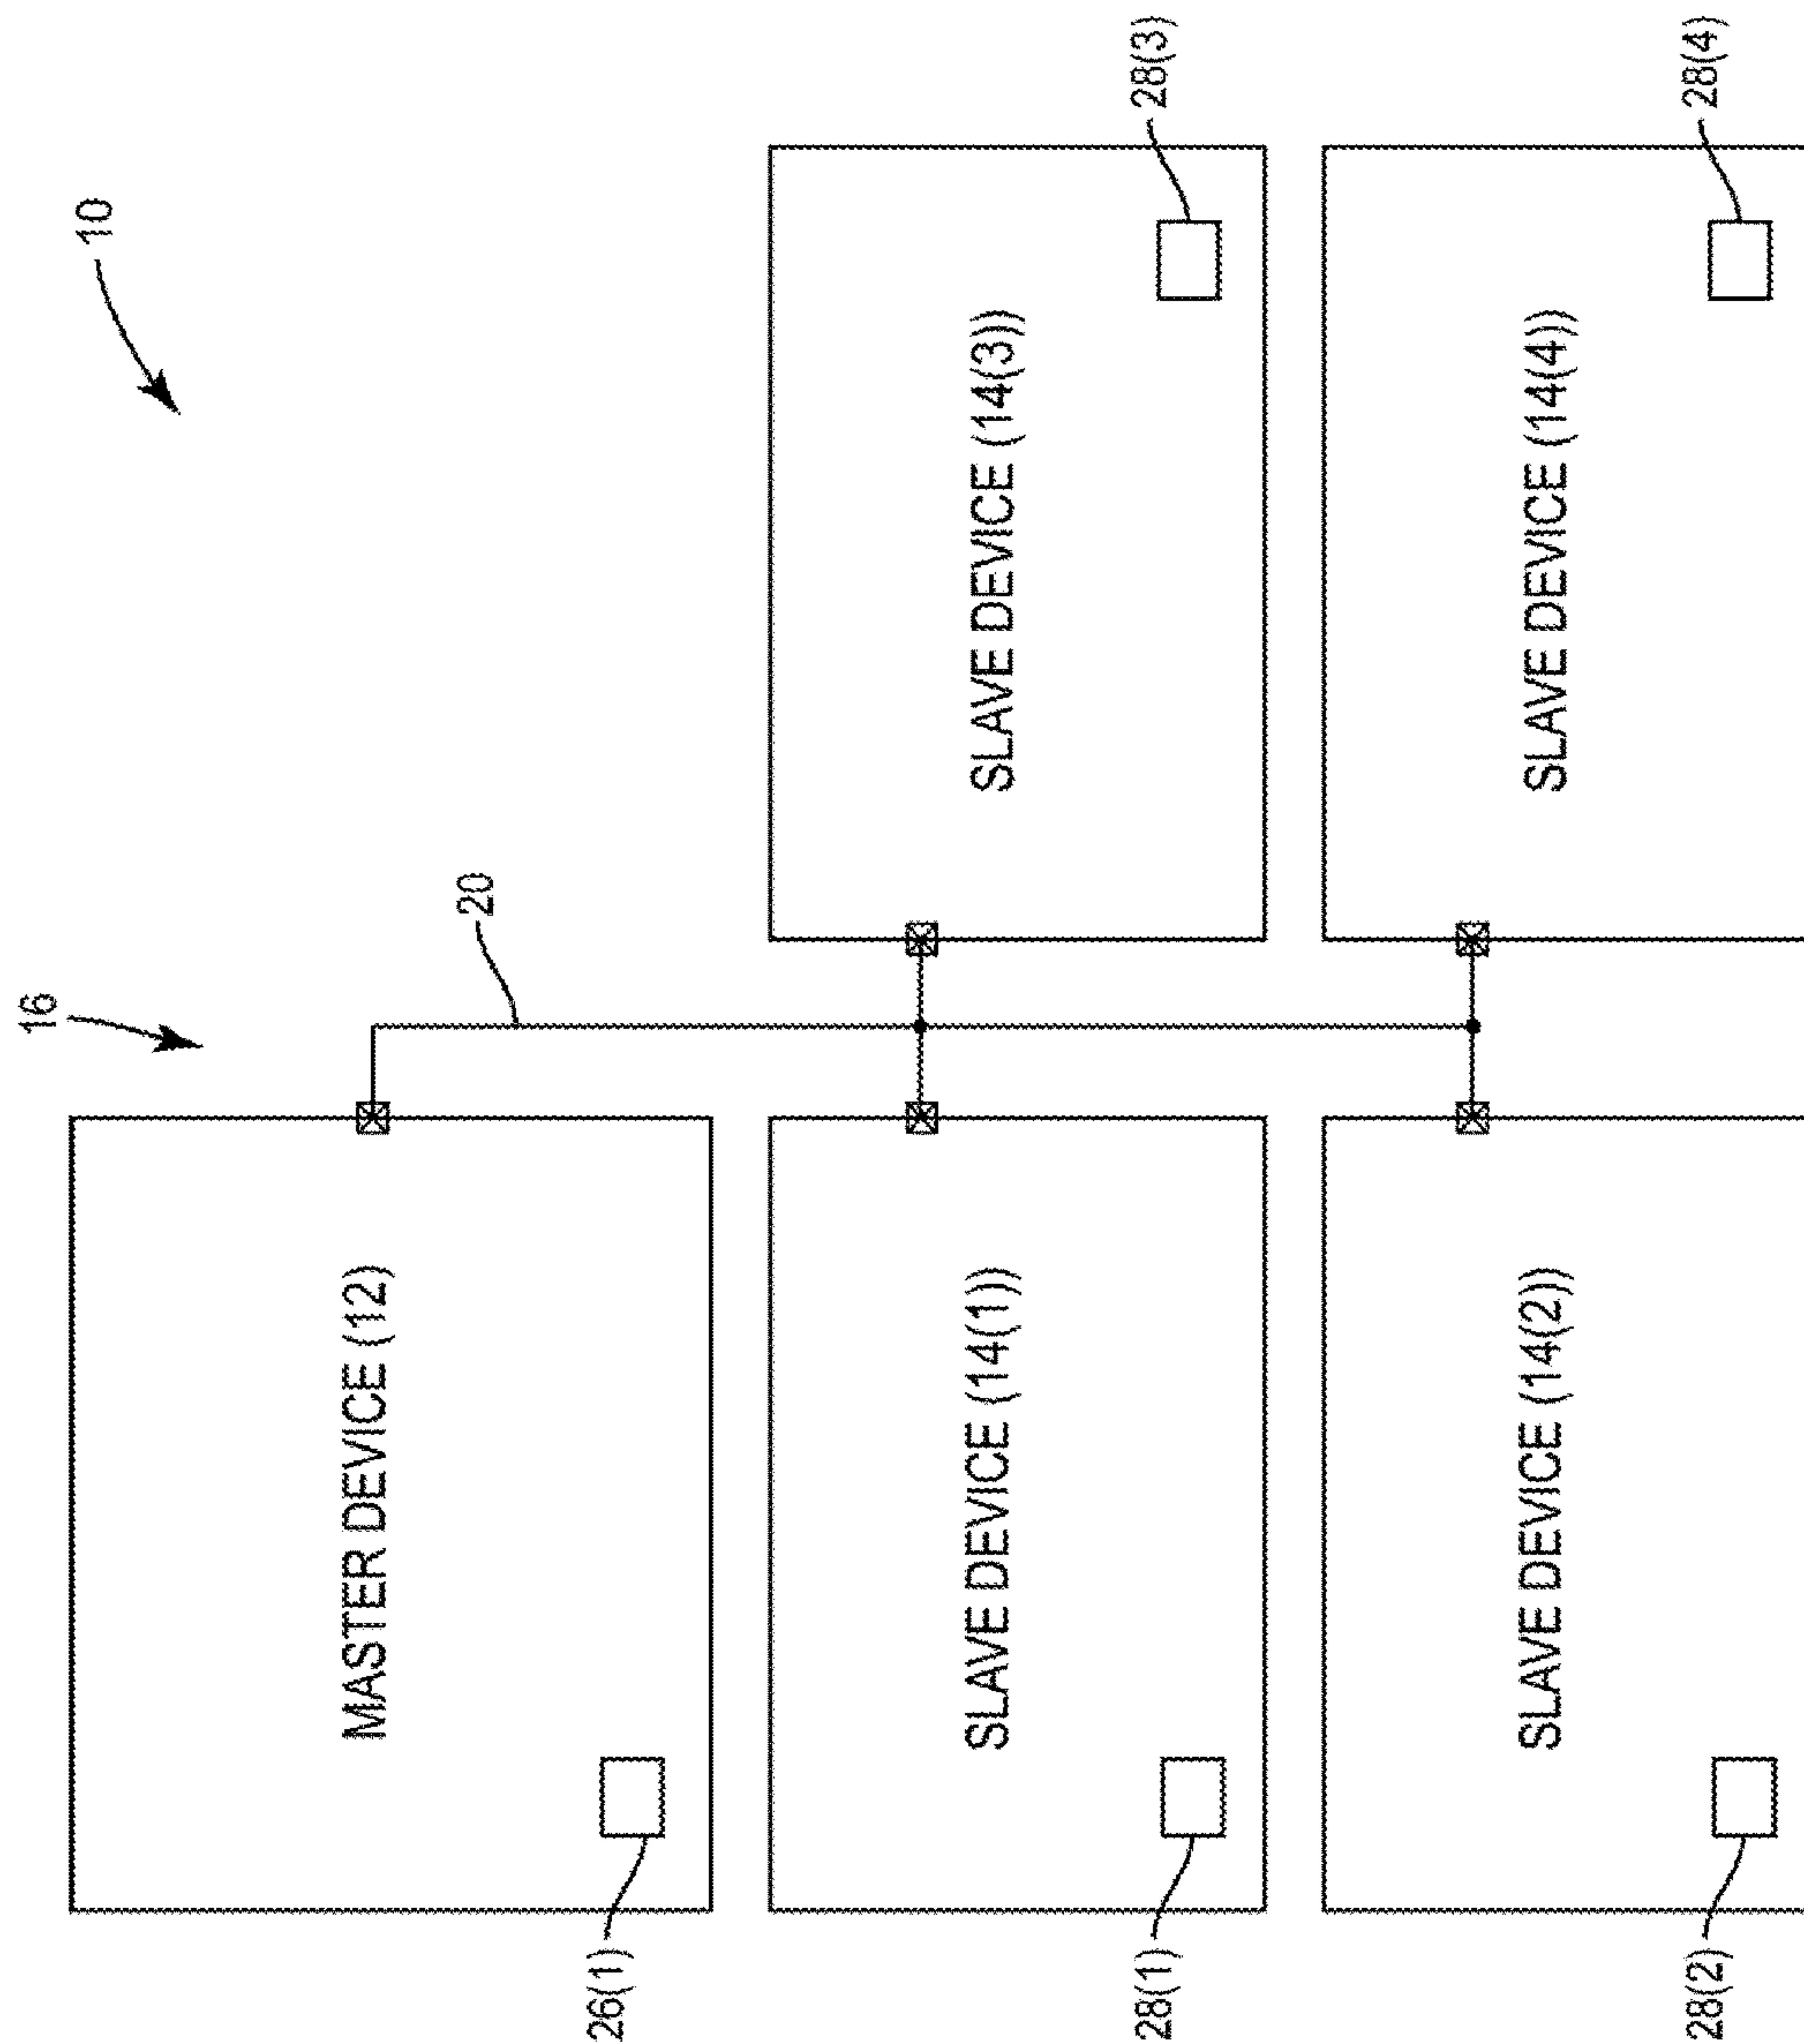 10
16
20
MASTER DEVICE (12)
26(1)
SLAVE DEVICE (14(1))
28(1)
SLAVE DEVICE (14(3))
28(3)
SLAVE DEVICE (14(2))
28(2)
SLAVE DEVICE (14(4))
28(4)